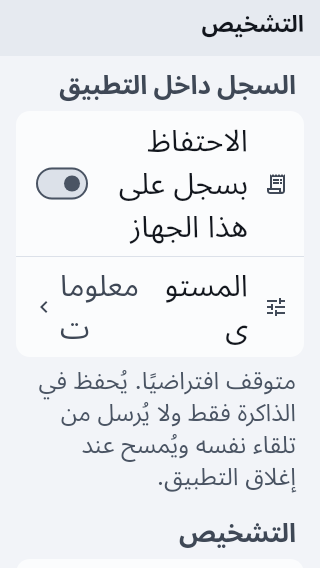 التشخيص
السجل داخل التطبيق
الاحتفاظ
بسجل على
هذا الجهاز
المستو
ى
معلوما
ت
متوقف افتراضيًا. يُحفظ في
الذاكرة فقط ولا يُرسل من
تلقاء نفسه ويُمسح عند
إغلاق التطبيق.
التشخيص